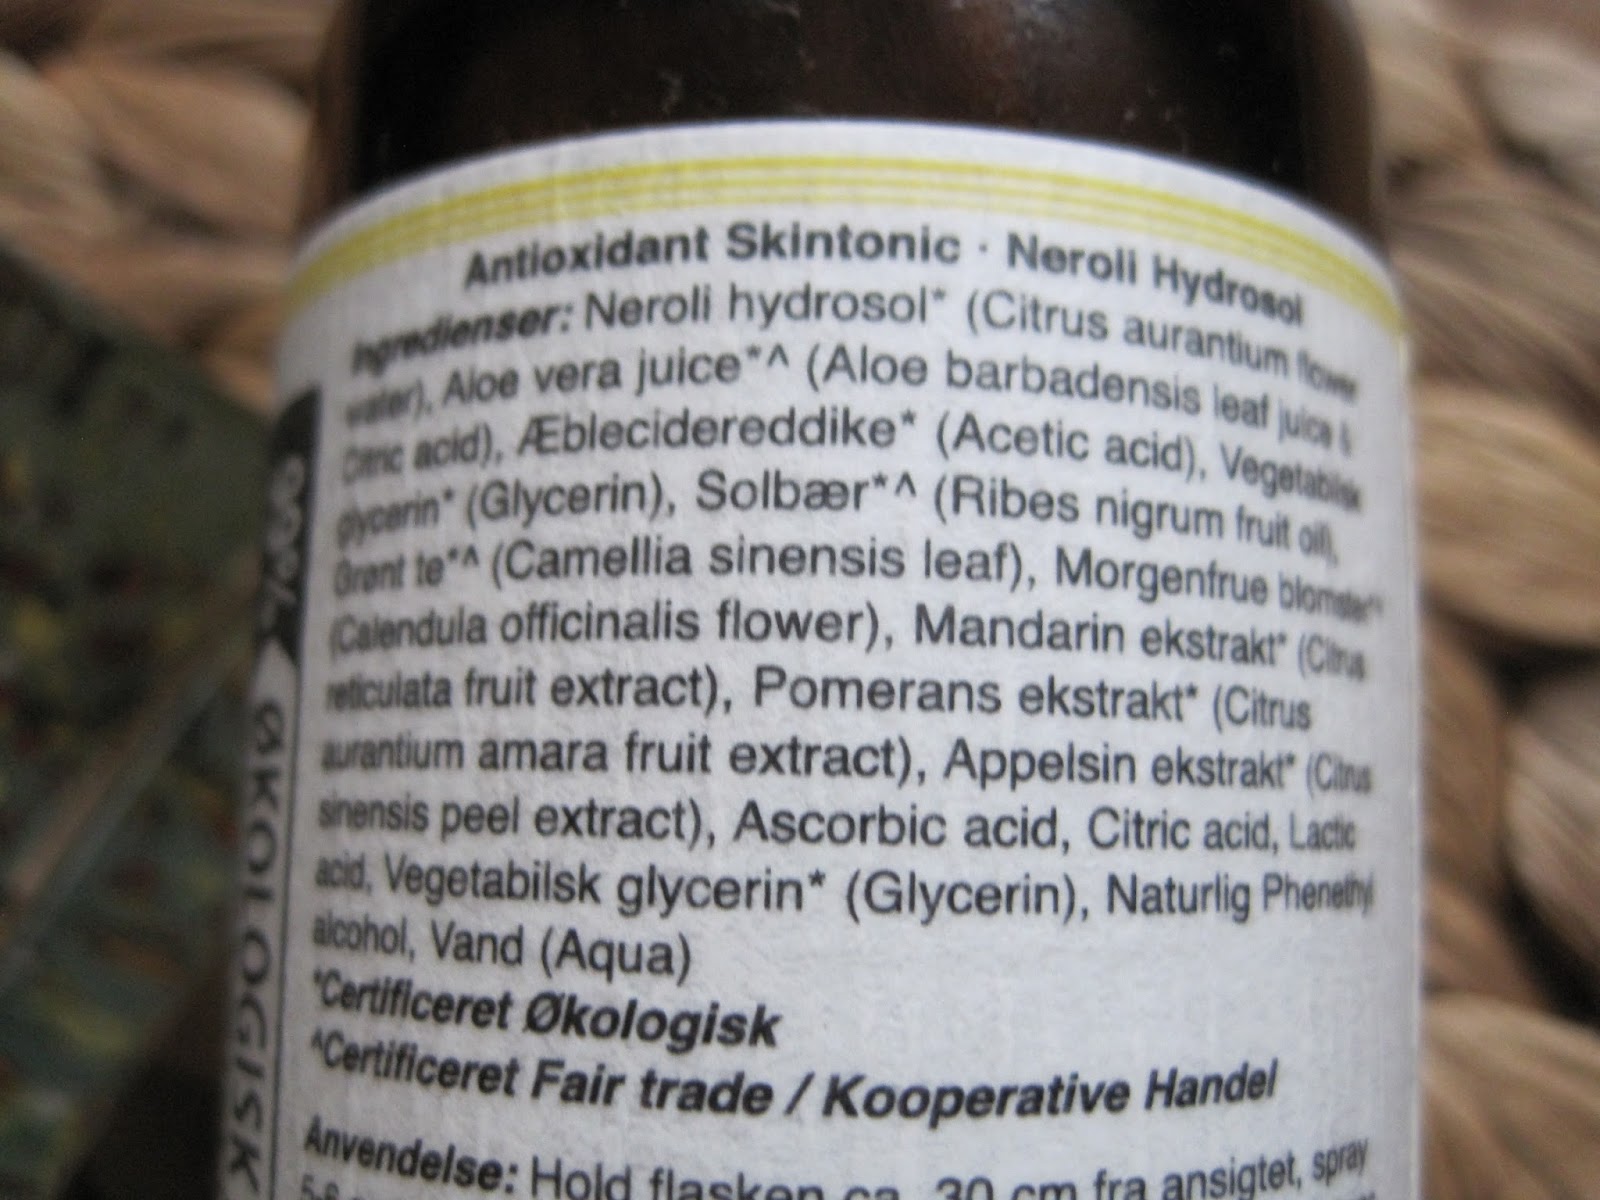 Antioxidant Skintonic · Neroli Hydrosol
Ingredienser: Neroli hydrosol* (Citrus aurantium flower
water), Aloe vera juice*^ (Aloe barbadensis leaf juice &
Citric acid), Æblecidereddike* (Acetic acid), Vegetabilsk
glycerin* (Glycerin), Solbær*^ (Ribes nigrum fruit oil),
Grønt te*^ (Camellia sinensis leaf), Morgenfrue blomster*^
(Calendula officinalis flower), Mandarin ekstrakt* (Citrus
reticulata fruit extract), Pomerans ekstrakt* (Citrus
aurantium amara fruit extract), Appelsin ekstrakt* (Citrus
sinensis peel extract), Ascorbic acid, Citric acid, Lactic
acid, Vegetabilsk glycerin* (Glycerin), Naturlig Phenethyl
alcohol, Vand (Aqua)
*Certificeret Økologisk
^Certificeret Fair trade / Kooperative Handel
Anvendelse: Hold flasken ca. 30 cm fra ansigtet, spray
ØKOLOGISK